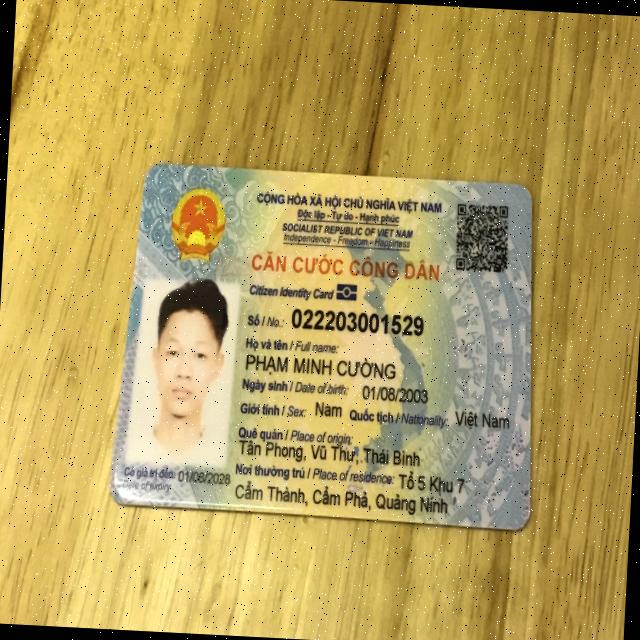 CỘNG HÒA XÃ HỘI CHỦ NGHĨA VIỆT NAM
Độc lập - Tự do - Hạnh phúc
SOCIALIST REPUBLIC OF VIET NAM
Independence - Freedom - Happiness
CĂN CƯỚC CÔNG DÂN
Citizen Identity Card
Số / No.: 022203001529
Họ và tên / Full name:
PHẠM MINH CƯỜNG
Ngày sinh / Date of birth: 01/08/2003
Giới tính / Sex: Nam Quốc tịch / Nationality: Việt Nam
Quê quán / Place of origin:
Tân Phong, Vũ Thư, Thái Bình
Nơi thường trú / Place of residence: Tổ 5 Khu 7
Cẩm Thành, Cẩm Phả, Quảng Ninh
Có giá trị đến: 01/08/2028
Date of expiry